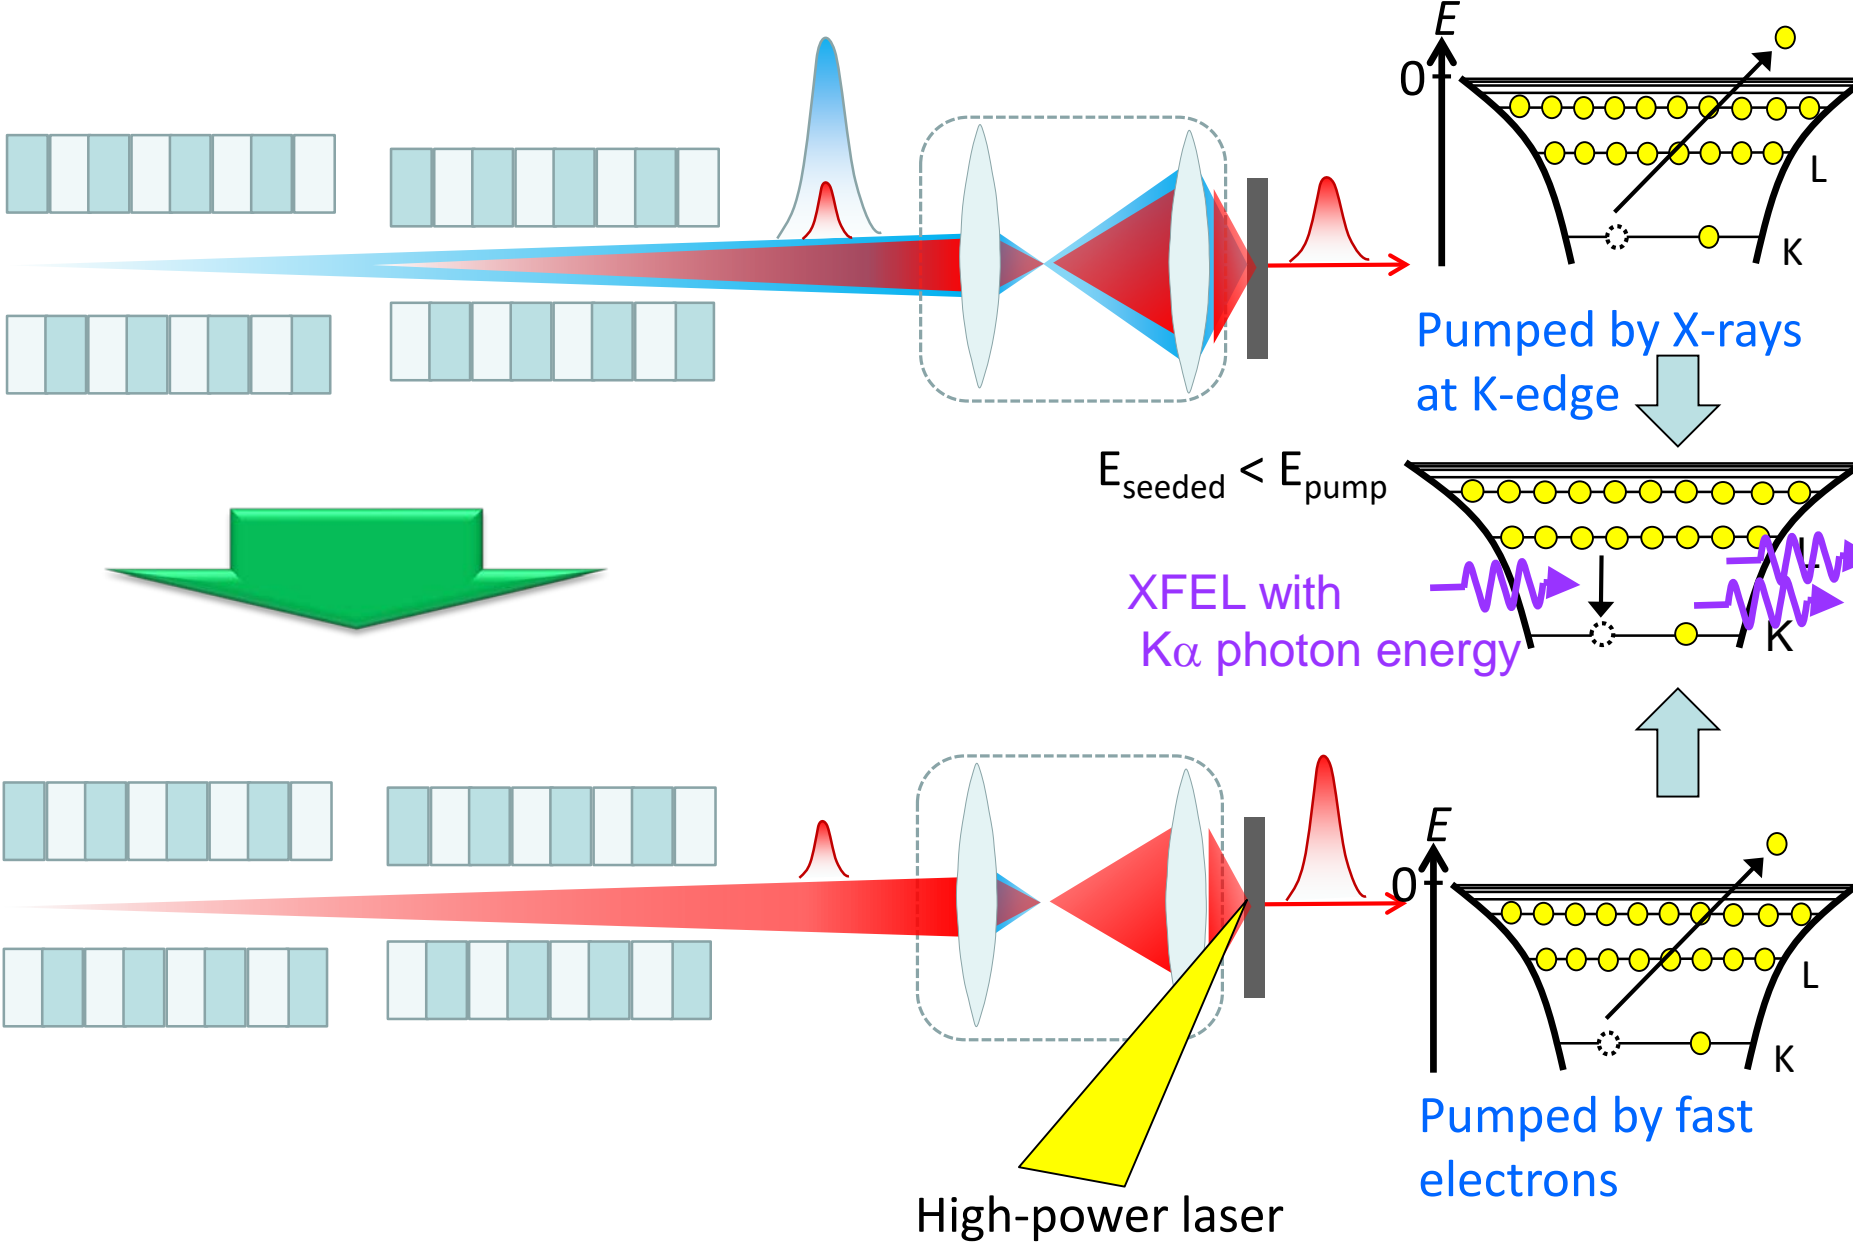 E
0
L
K
Pumped by X-rays
at K-edge
E_seeded < E_pump
L
XFEL with
K
Kα photon energy
E
0
L
K
Pumped by fast
electrons
High-power laser